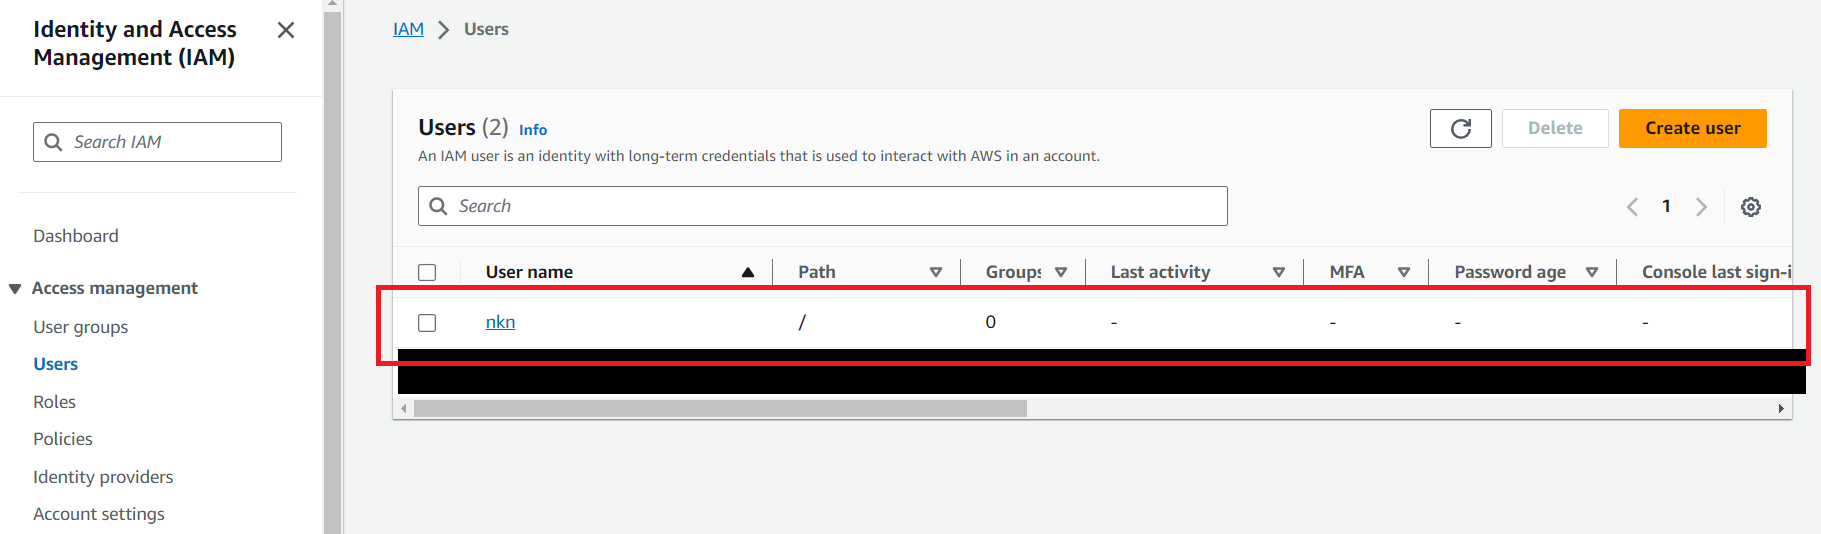 Identity and Access
Management (IAM)
Search IAM
Dashboard
Access management
User groups
Users
Roles
Policies
Identity providers
Account settings
IAM > Users
Users (2) Info
An IAM user is an identity with long-term credentials that is used to interact with AWS in an account.
Delete
Create user
Search
1
User name Path Groups Last activity MFA Password age Console last sign-i
nkn / 0 - - - -